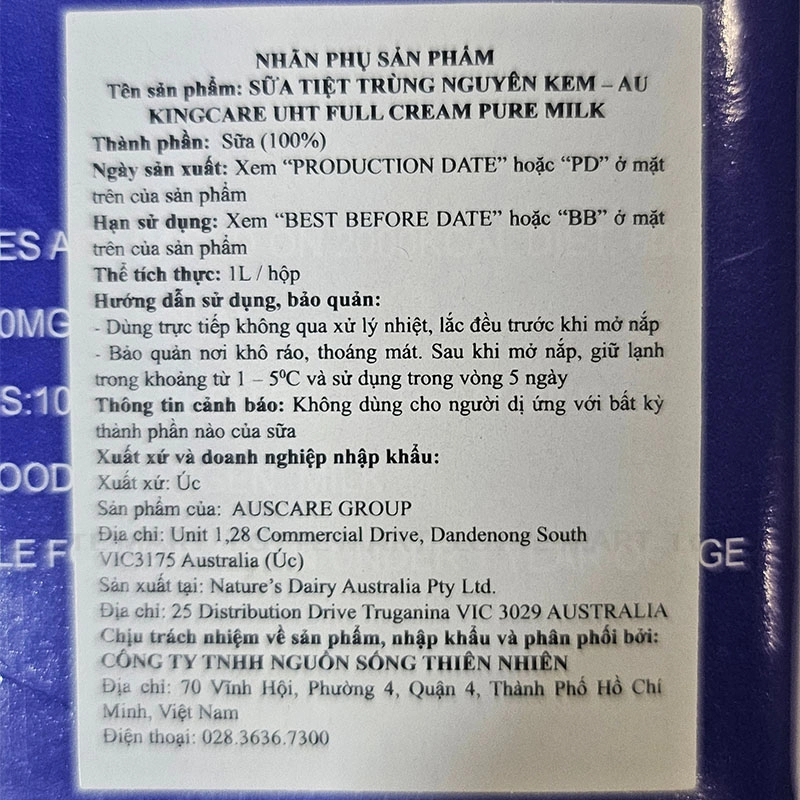 NHÃN PHỤ SẢN PHẨM
Tên sản phẩm: SỮA TIỆT TRÙNG NGUYÊN KEM – AU
KINGCARE UHT FULL CREAM PURE MILK
Thành phần: Sữa (100%)
Ngày sản xuất: Xem “PRODUCTION DATE” hoặc “PD” ở mặt
trên của sản phẩm
Hạn sử dụng: Xem “BEST BEFORE DATE” hoặc “BB” ở mặt
trên của sản phẩm
Thể tích thực: 1L / hộp
Hướng dẫn sử dụng, bảo quản:
- Dùng trực tiếp không qua xử lý nhiệt, lắc đều trước khi mở nắp
- Bảo quản nơi khô ráo, thoáng mát. Sau khi mở nắp, giữ lạnh
trong khoảng từ 1 – 5⁰C và sử dụng trong vòng 5 ngày
Thông tin cảnh báo: Không dùng cho người dị ứng với bất kỳ
thành phần nào của sữa
Xuất xứ và doanh nghiệp nhập khẩu:
Xuất xứ: Úc
Sản phẩm của: AUSCARE GROUP
Địa chỉ: Unit 1,28 Commercial Drive, Dandenong South
VIC3175 Australia (Úc)
Sản xuất tại: Nature’s Dairy Australia Pty Ltd.
Địa chỉ: 25 Distribution Drive Truganina VIC 3029 AUSTRALIA
Chịu trách nhiệm về sản phẩm, nhập khẩu và phân phối bởi:
CÔNG TY TNHH NGUỒN SỐNG THIÊN NHIÊN
Địa chỉ: 70 Vĩnh Hội, Phường 4, Quận 4, Thành Phố Hồ Chí
Minh, Việt Nam
Điện thoại: 028.3636.7300